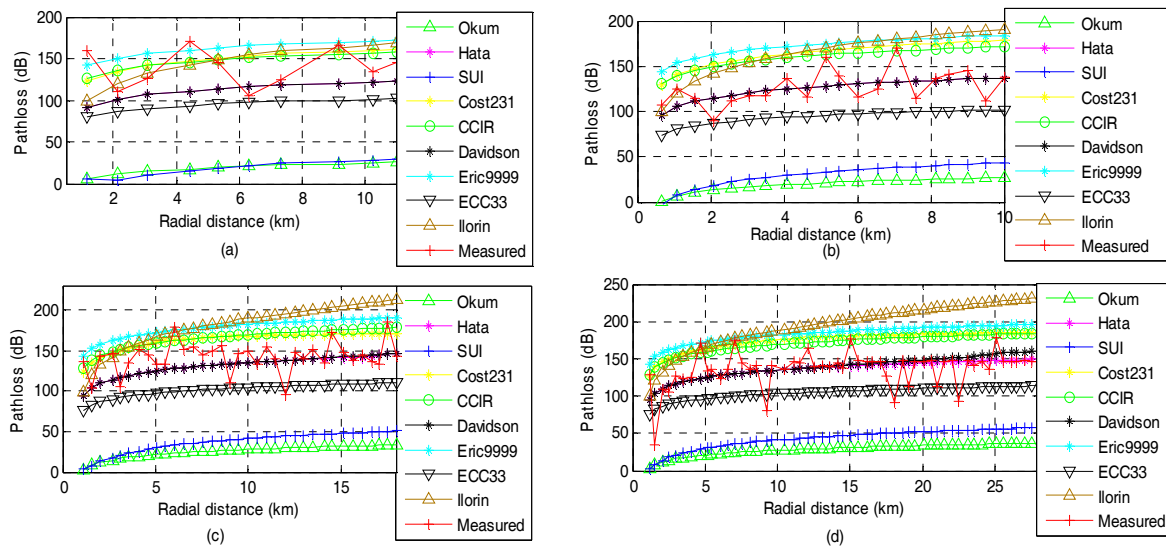 200
150
100
50
0
Pathloss (dB)
0 2 4 6 8 10
Radial distance (km)
(a)
Okum
Hata
SUI
Cost231
CCIR
Davidson
Eric9999
ECC33
Ilorin
Measured
200
150
100
50
0
Pathloss (dB)
0 2 4 6 8 10
Radial distance (km)
(b)
Okum
Hata
SUI
Cost231
CCIR
Davidson
Eric9999
ECC33
Ilorin
Measured
200
150
100
50
0
Pathloss (dB)
0 5 10 15
Radial distance (km)
(c)
Okum
Hata
SUI
Cost231
CCIR
Davidson
Eric9999
ECC33
Ilorin
Measured
250
200
150
100
50
0
Pathloss (dB)
0 5 10 15 20 25
Radial distance (km)
(d)
Okum
Hata
SUI
Cost231
CCIR
Davidson
Eric9999
ECC33
Ilorin
Measured